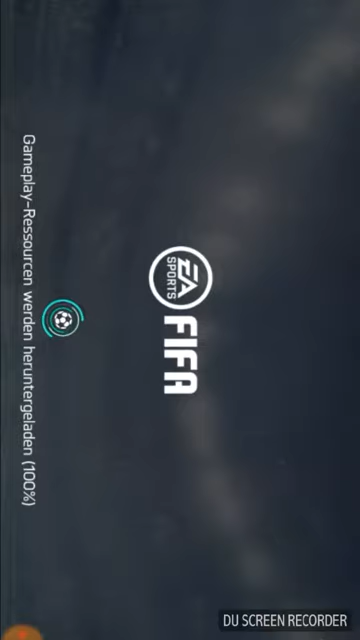 EA
SPORTS
FIFA
Gameplay-Ressourcen werden heruntergeladen (100%)
DU SCREEN RECORDER